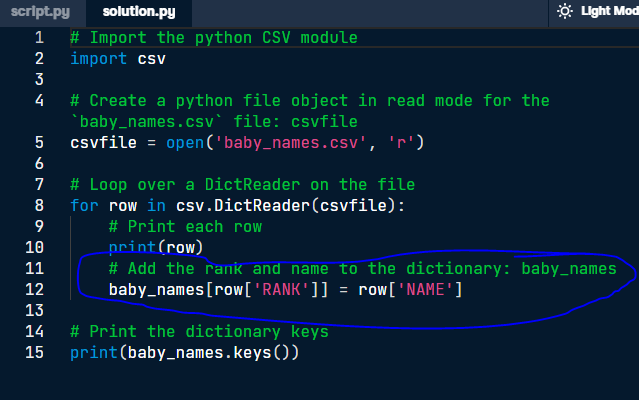 script.py solution.py Light Mod
1 # Import the python CSV module
2 import csv
3
4 # Create a python file object in read mode for the
`baby_names.csv` file: csvfile
5 csvfile = open('baby_names.csv', 'r')
6
7 # Loop over a DictReader on the file
8 for row in csv.DictReader(csvfile):
9 # Print each row
10 print(row)
11 # Add the rank and name to the dictionary: baby_names
12 baby_names[row['RANK']] = row['NAME']
13
14 # Print the dictionary keys
15 print(baby_names.keys())